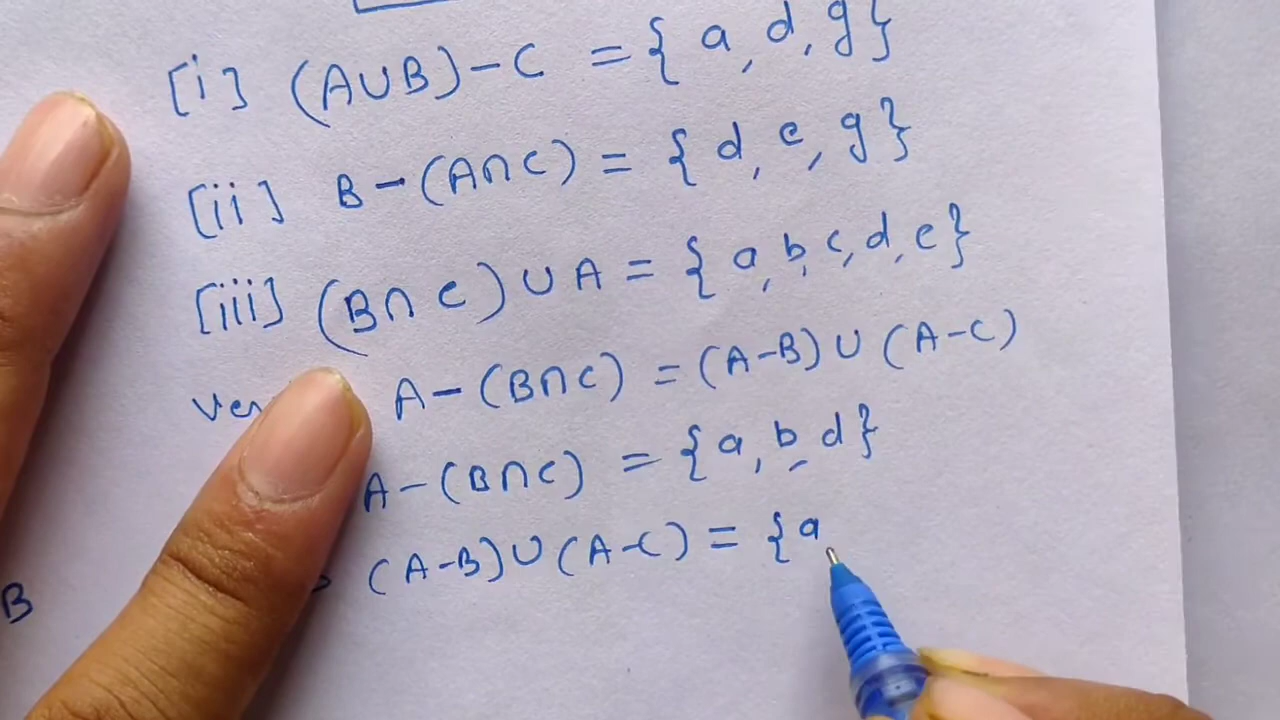 [i] (A∪B)-C = {a, d, g}
[ii] B-(A∩C) = {d, e, g}
[iii] (B∩C)∪A = {a, b, c, d, e}
A-(B∩C) = (A-B)∪(A-C)
A-(B∩C) = {a, b, d}
(A-B)∪(A-C) = {a
B